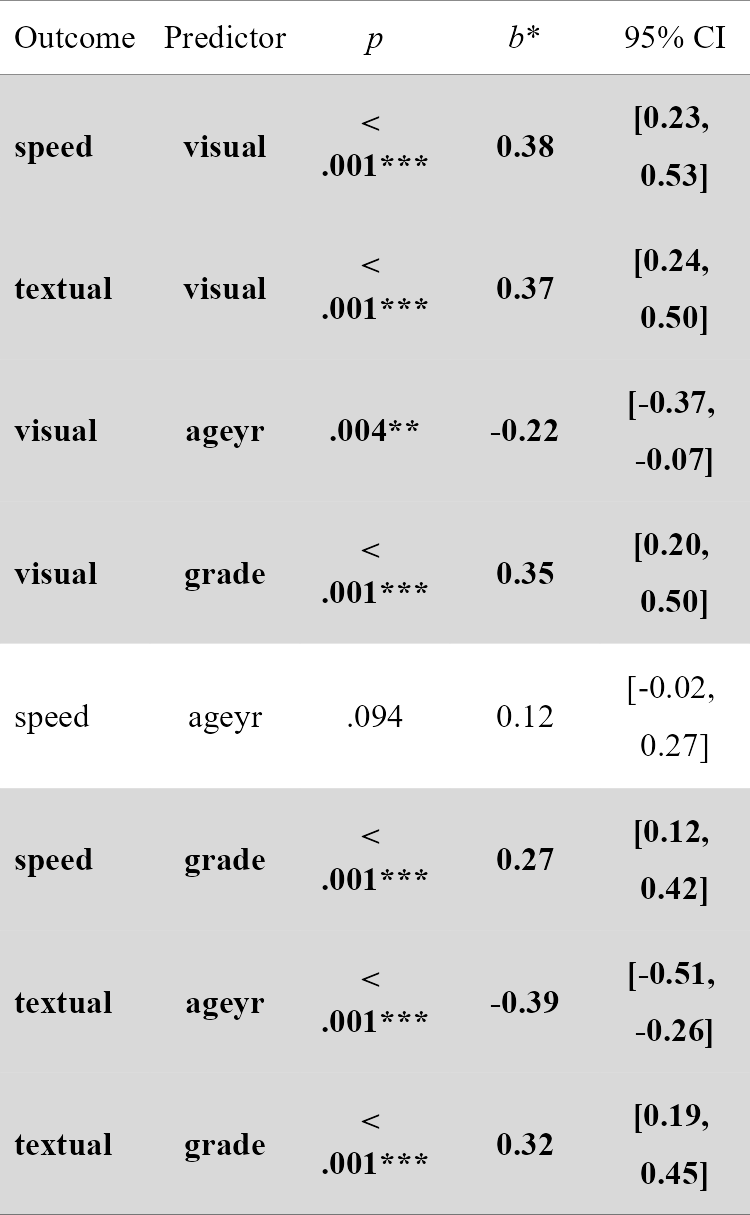 Outcome Predictor p b* 95% CI
speed visual < .001*** 0.38 [0.23, 0.53]
textual visual < .001*** 0.37 [0.24, 0.50]
visual ageyr .004** -0.22 [-0.37, -0.07]
visual grade < .001*** 0.35 [0.20, 0.50]
speed ageyr .094 0.12 [-0.02, 0.27]
speed grade < .001*** 0.27 [0.12, 0.42]
textual ageyr < .001*** -0.39 [-0.51, -0.26]
textual grade < .001*** 0.32 [0.19, 0.45]